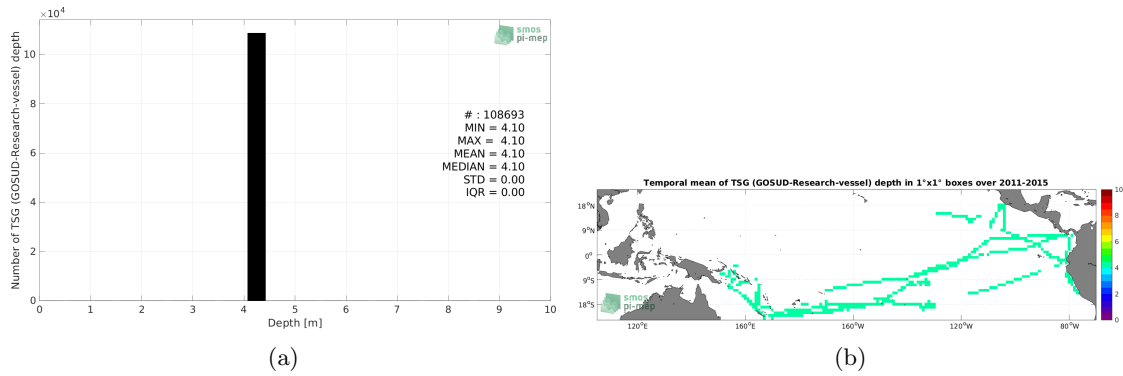 ×10⁴
10
8
6
4
2
0
Number of TSG (GOSUD-Research-vessel) depth
smos
pi-mep
# : 108693
MIN = 4.10
MAX = 4.10
MEAN = 4.10
MEDIAN = 4.10
STD = 0.00
IQR = 0.00
0 1 2 3 4 5 6 7 8 9 10
Depth [m]
(a)
Temporal mean of TSG (GOSUD-Research-vessel) depth in 1°x1° boxes over 2011-2015
18°N
9°N
0°
9°S
18°S
smos
pi-mep
120°E 160°E 160°W 120°W 80°W
10
8
6
4
2
0
(b)